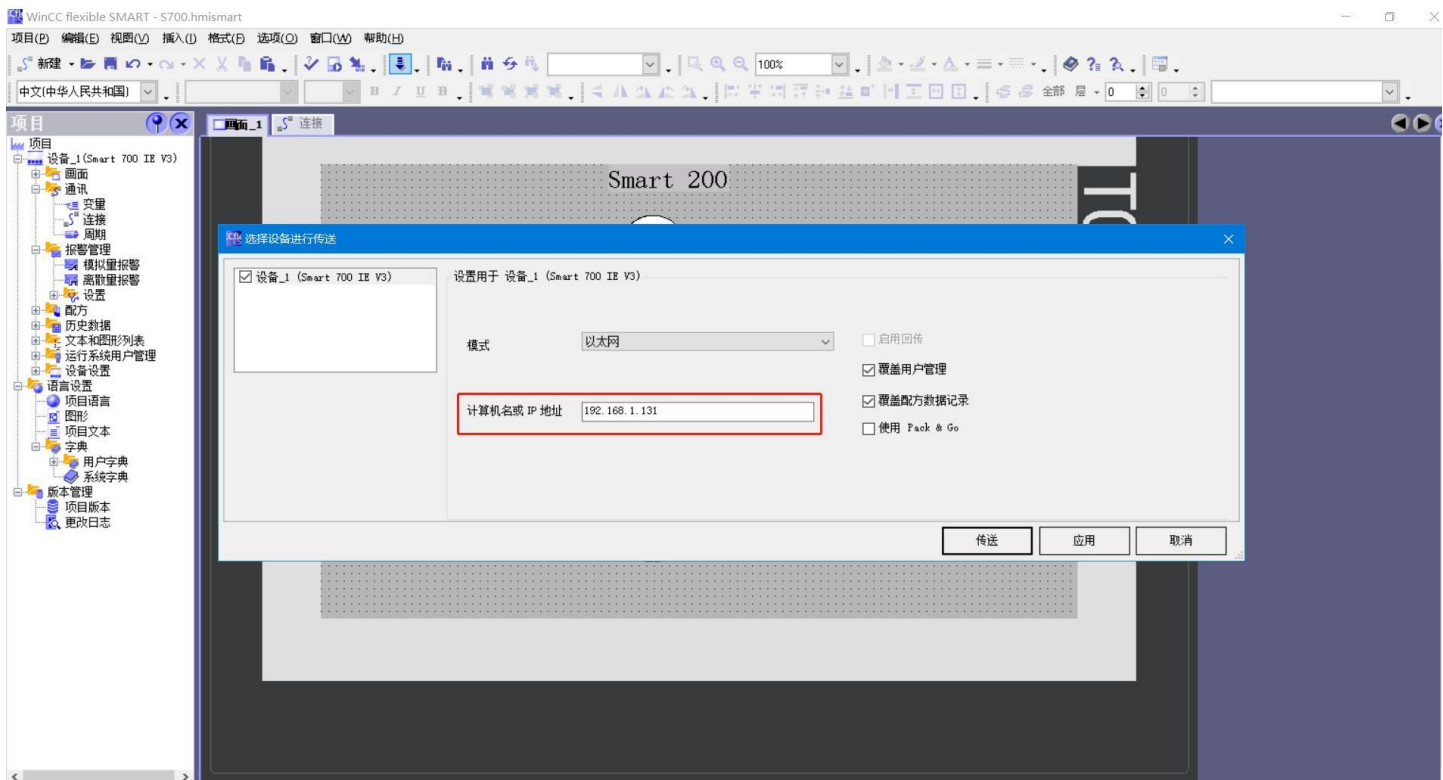 WinCC flexible SMART - S700.hmismart
项目(P) 编辑(E) 视图(V) 插入(I) 格式(F) 选项(O) 窗口(W) 帮助(H)
新建 100%
中文(中华人民共和国) B I U B 全部 层 0 0
项目
画面_1 连接
项目
设备_1(Smart 700 IE V3)
画面
通讯
变量
连接
周期
报警管理
模拟量报警
离散量报警
设置
配方
历史数据
文本和图形列表
运行系统用户管理
设备设置
语言设置
项目语言
图形
项目文本
字典
用户字典
系统字典
版本管理
项目版本
更改日志
Smart 200
选择设备进行传送
设备_1 (Smart 700 IE V3)
设置用于 设备_1 (Smart 700 IE V3)
模式 以太网
启用回传
覆盖用户管理
计算机名或 IP 地址 192.168.1.131
覆盖配方数据记录
使用 Pack & Go
传送 应用 取消